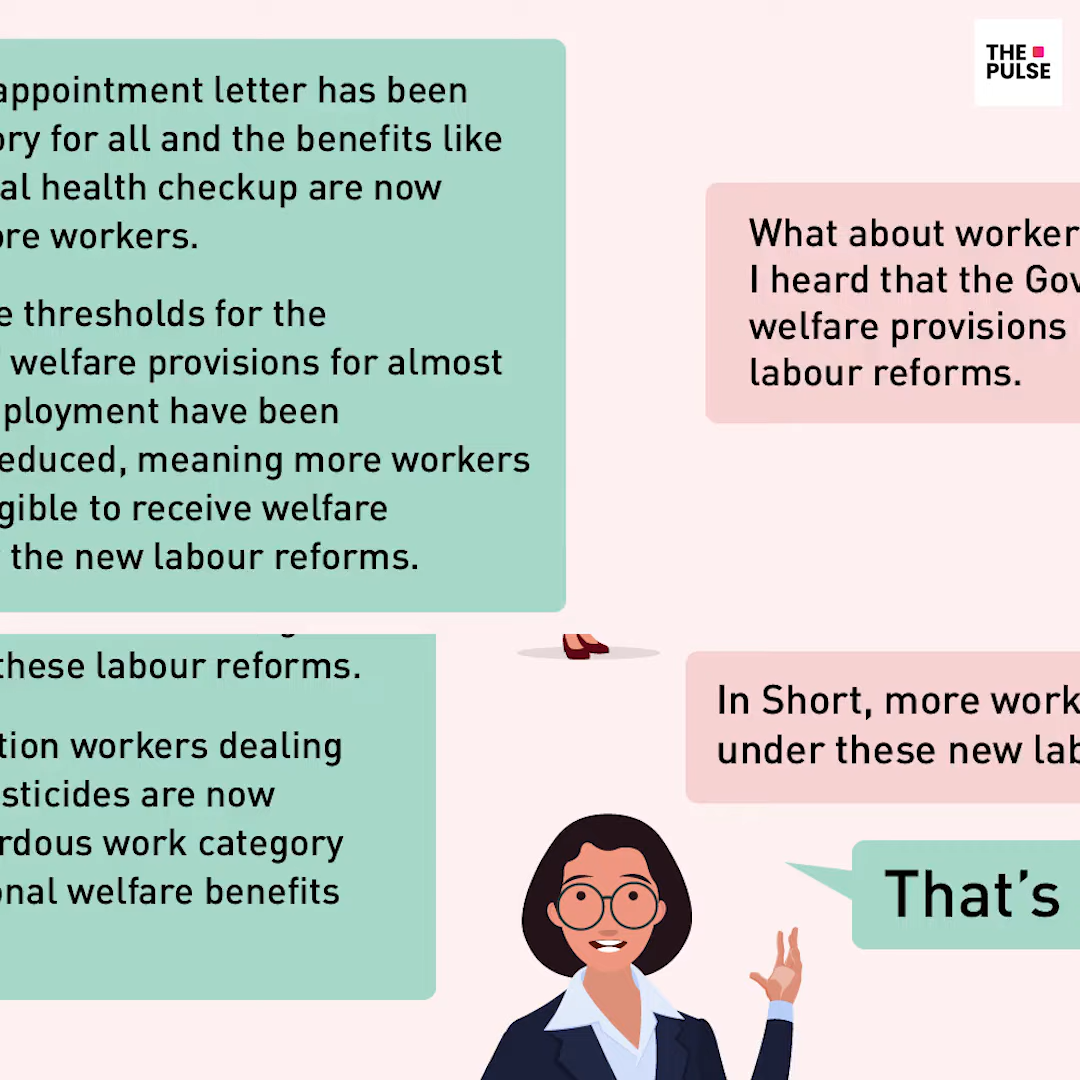 THE
PULSE
appointment letter has been
ory for all and the benefits like
al health checkup are now
ore workers.
e thresholds for the
welfare provisions for almost
ployment have been
educed, meaning more workers
gible to receive welfare
the new labour reforms.
What about worker
I heard that the Gov
welfare provisions
labour reforms.
these labour reforms.
tion workers dealing
sticides are now
rdous work category
onal welfare benefits
In Short, more work
under these new lab
That's